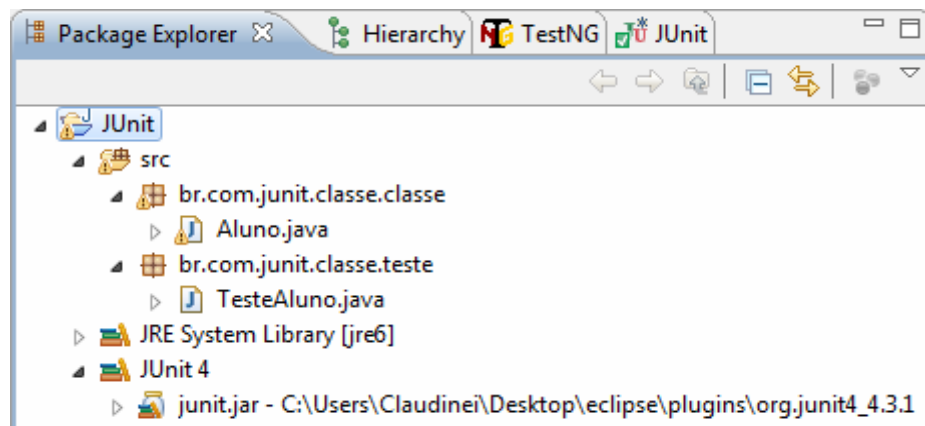 Package Explorer Hierarchy TestNG JUnit
JUnit
src
br.com.junit.classe.classe
Aluno.java
br.com.junit.classe.teste
TesteAluno.java
JRE System Library [jre6]
JUnit 4
junit.jar - C:\Users\Claudinei\Desktop\eclipse\plugins\org.junit4_4.3.1